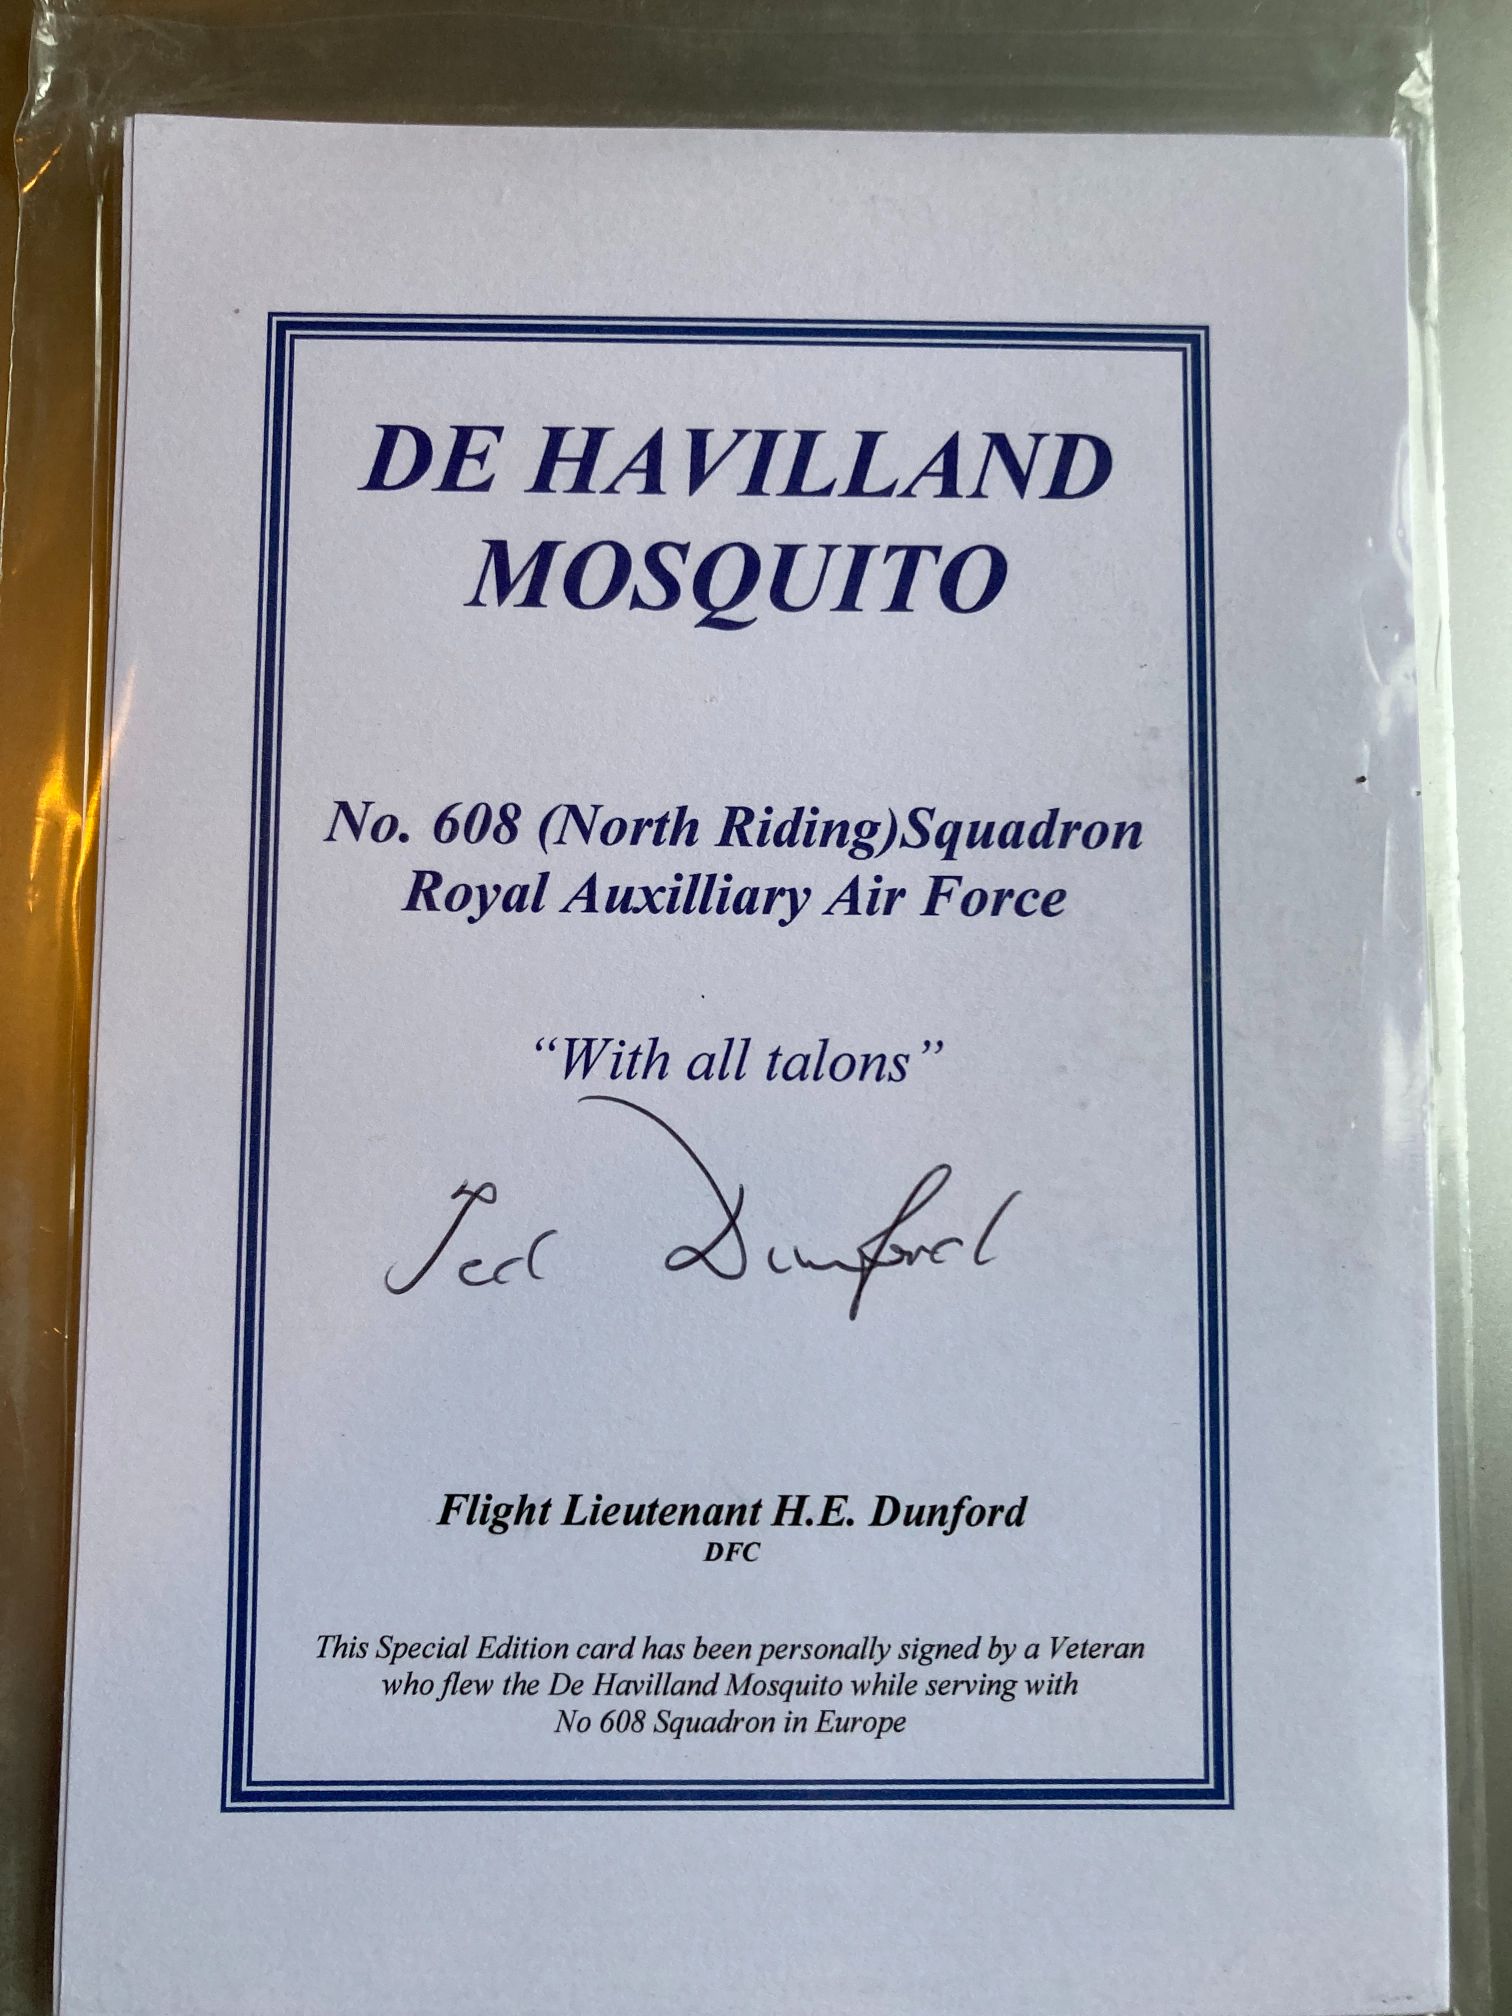 DE HAVILLAND
MOSQUITO
No. 608 (North Riding)Squadron
Royal Auxilliary Air Force
“With all talons”
Ted Dunford
Flight Lieutenant H.E. Dunford
DFC
This Special Edition card has been personally signed by a Veteran
who flew the De Havilland Mosquito while serving with
No 608 Squadron in Europe